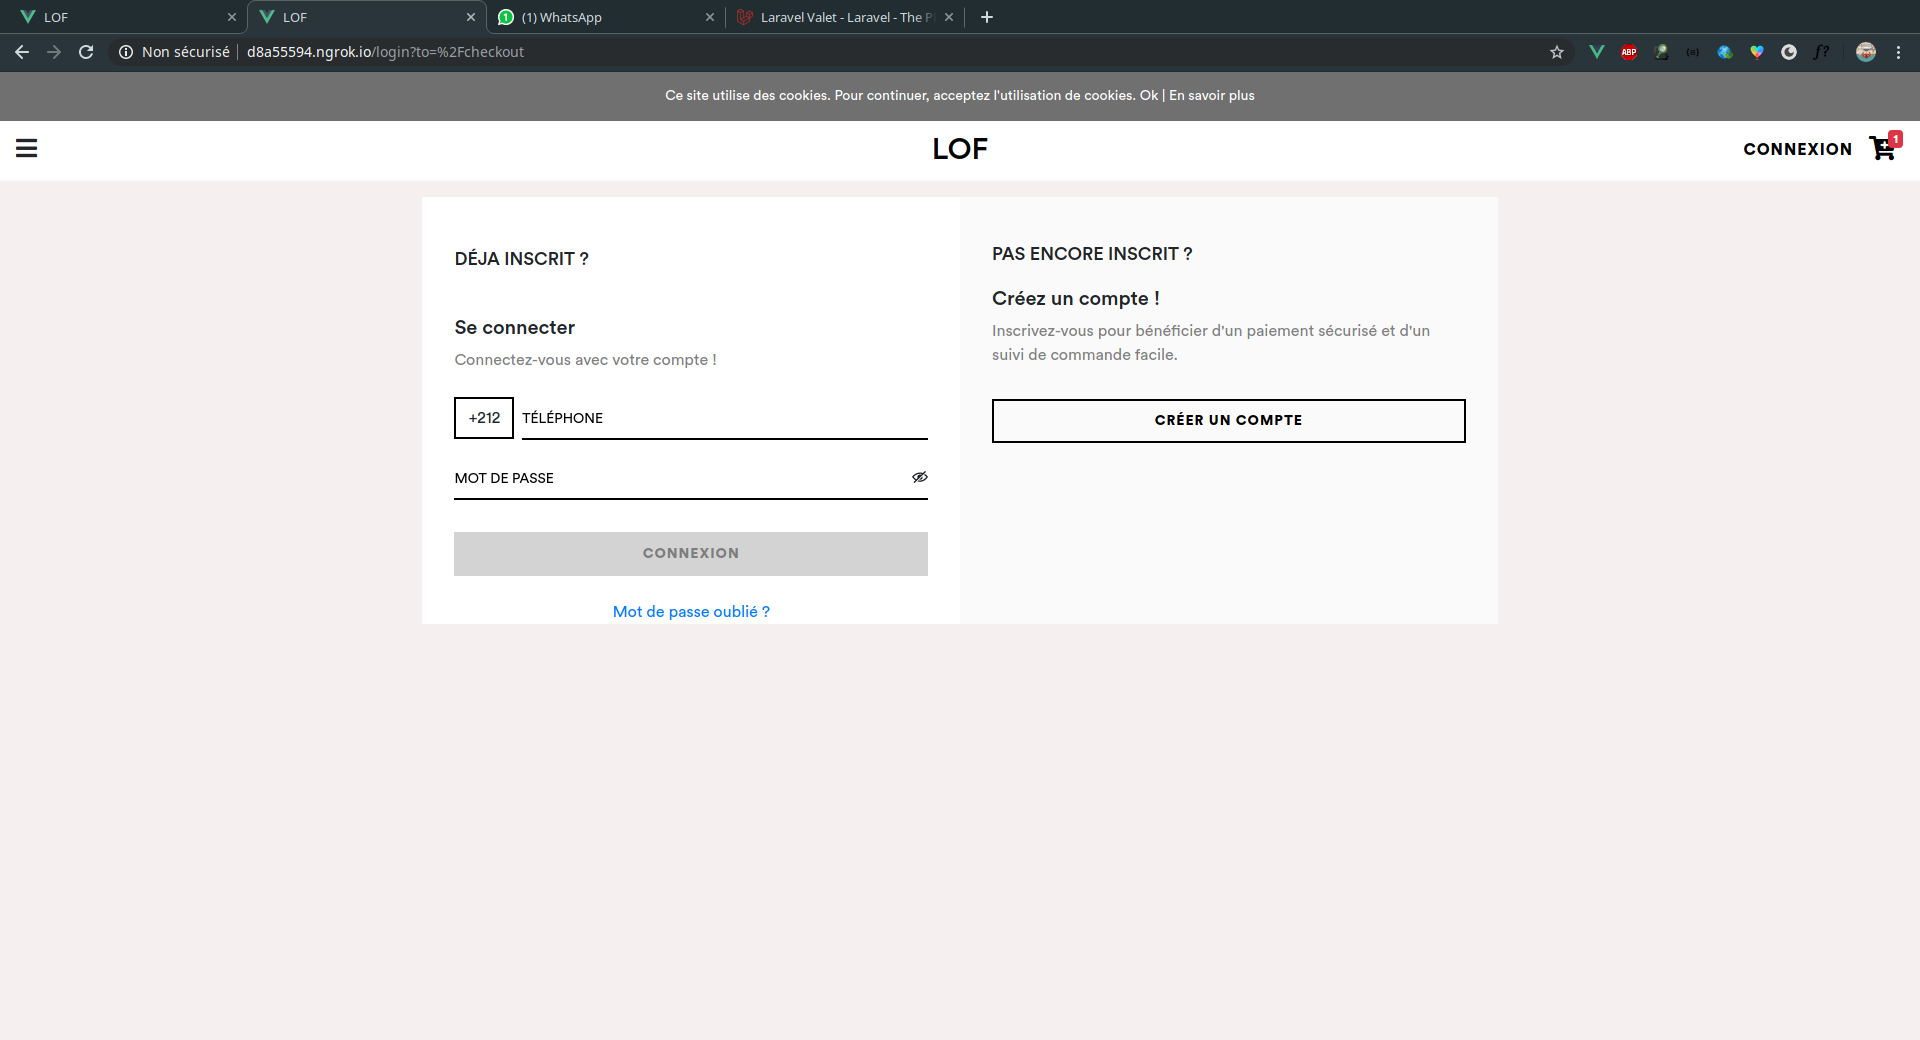 LOF
LOF
(1) WhatsApp
Laravel Valet - Laravel - The P
Non sécurisé
d8a55594.ngrok.io/login?to=%2Fcheckout
ABP
Ce site utilise des cookies. Pour continuer, acceptez l'utilisation de cookies. Ok | En savoir plus
LOF
CONNEXION
1
DÉJA INSCRIT ?
Se connecter
Connectez-vous avec votre compte !
+212
TÉLÉPHONE
MOT DE PASSE
CONNEXION
Mot de passe oublié ?
PAS ENCORE INSCRIT ?
Créez un compte !
Inscrivez-vous pour bénéficier d'un paiement sécurisé et d'un
suivi de commande facile.
CRÉER UN COMPTE